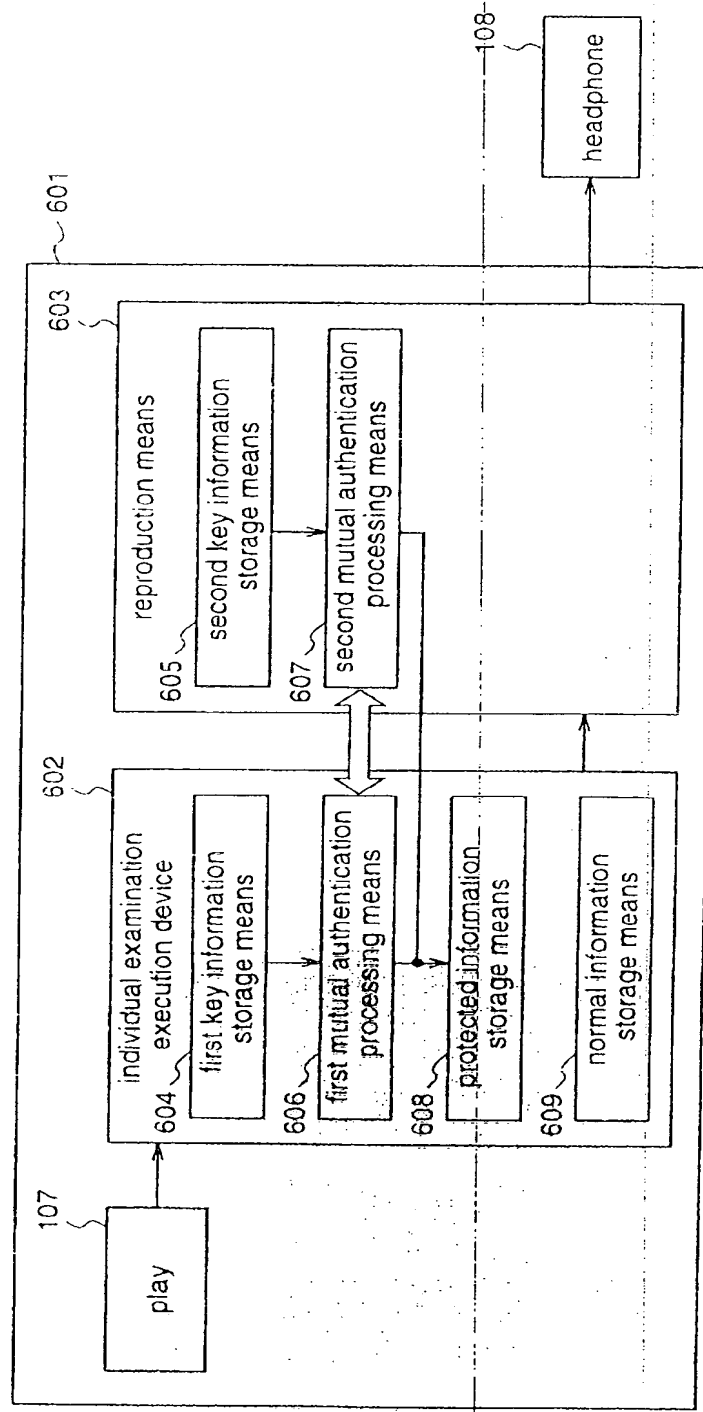 601
107
play
602
individual examination
execution device
604
first key information
storage means
606
first mutual authentication
processing means
608
protected information
storage means
609
normal information
storage means
603
reproduction means
605
second key information
storage means
607
second mutual authentication
processing means
108
headphone